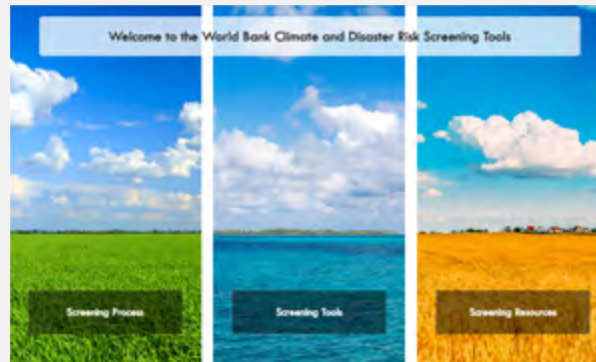 Welcome to the World Bank Climate and Disaster Risk Screening Tools
Screening Process
Screening Tools
Screening Resources